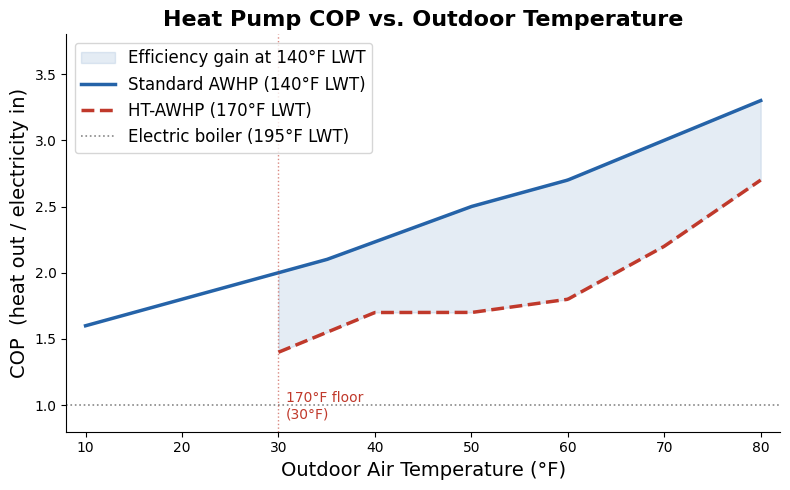 Heat Pump COP vs. Outdoor Temperature
COP  (heat out / electricity in)
3.5
3.0
2.5
2.0
1.5
1.0
Efficiency gain at 140°F LWT
Standard AWHP (140°F LWT)
HT-AWHP (170°F LWT)
Electric boiler (195°F LWT)
170°F floor
(30°F)
10 20 30 40 50 60 70 80
Outdoor Air Temperature (°F)